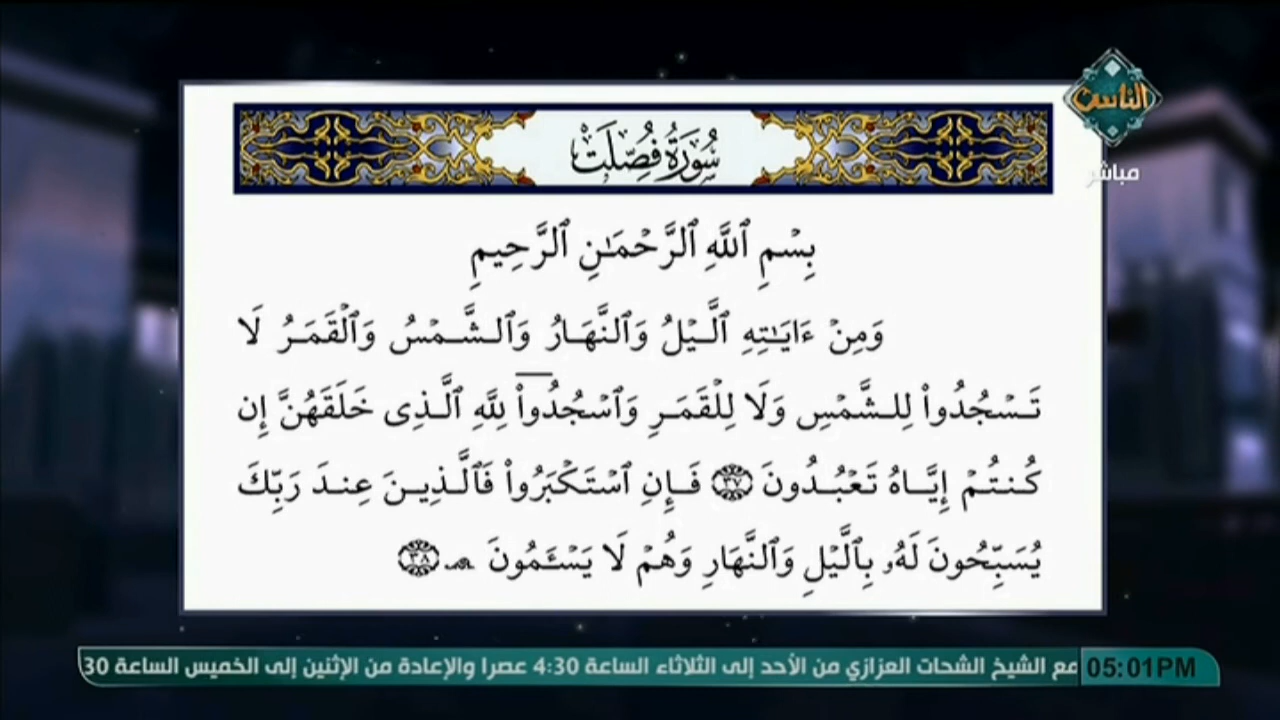 الناس
مباشر
سُورَةُ فُصِّلَتْ
بِسْمِ ٱللَّهِ ٱلرَّحْمَـٰنِ ٱلرَّحِيمِ
وَمِنْ ءَايَـٰتِهِ ٱلَّيْلُ وَٱلنَّهَارُ وَٱلشَّمْسُ وَٱلْقَمَرُ لَا
تَسْجُدُوا۟ لِلشَّمْسِ وَلَا لِلْقَمَرِ وَٱسْجُدُوا۟ لِلَّهِ ٱلَّذِى خَلَقَهُنَّ إِن
كُنتُمْ إِيَّاهُ تَعْبُدُونَ ٣٧ فَإِنِ ٱسْتَكْبَرُوا۟ فَٱلَّذِينَ عِندَ رَبِّكَ
يُسَبِّحُونَ لَهُۥ بِٱلَّيْلِ وَٱلنَّهَارِ وَهُمْ لَا يَسْـَٔمُونَ ۩ ٣٨
05:01PM مع الشيخ الشحات العزازي من الأحد إلى الثلاثاء الساعة 4:30 عصرا والإعادة من الإثنين إلى الخميس الساعة 30